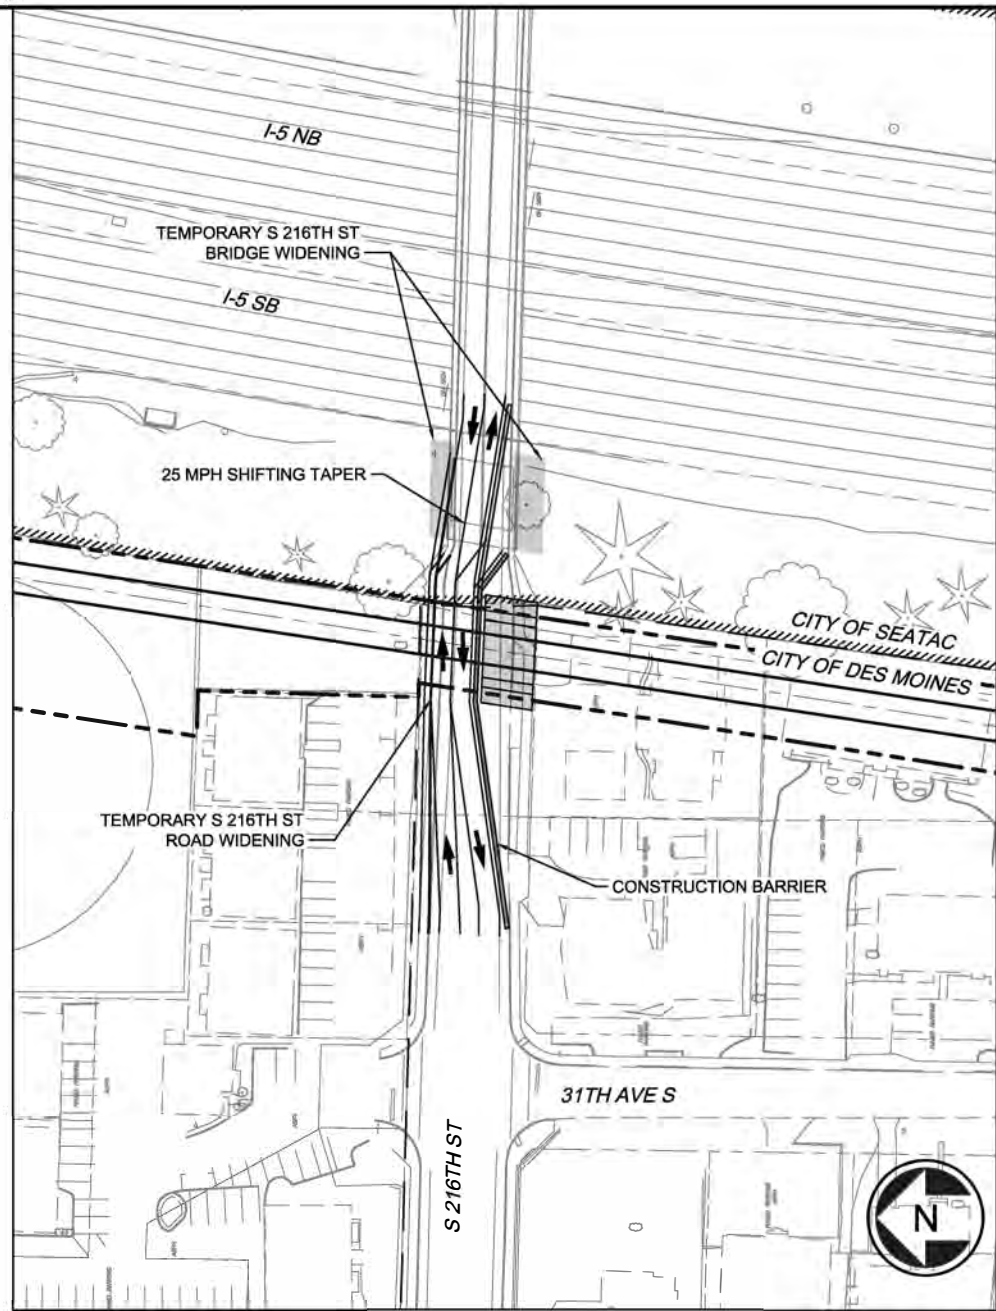 I-5 NB
TEMPORARY S 216TH ST
BRIDGE WIDENING
I-5 SB
25 MPH SHIFTING TAPER
CITY OF SEATAC
CITY OF DES MOINES
TEMPORARY S 216TH ST
ROAD WIDENING
CONSTRUCTION BARRIER
31TH AVE S
S 216TH ST
N